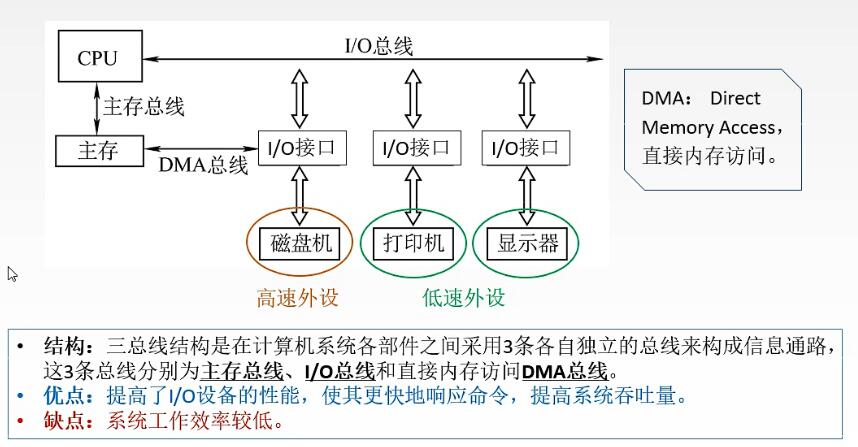 CPU
I/O总线
主存总线
主存
DMA总线
I/O接口
I/O接口
I/O接口
磁盘机
打印机
显示器
高速外设
低速外设
DMA： Direct
Memory Access，
直接内存访问。
• 结构：三总线结构是在计算机系统各部件之间采用3条各自独立的总线来构成信息通路，
这3条总线分别为主存总线、I/O总线和直接内存访问DMA总线。
• 优点：提高了I/O设备的性能，使其更快地响应命令，提高系统吞吐量。
• 缺点：系统工作效率较低。